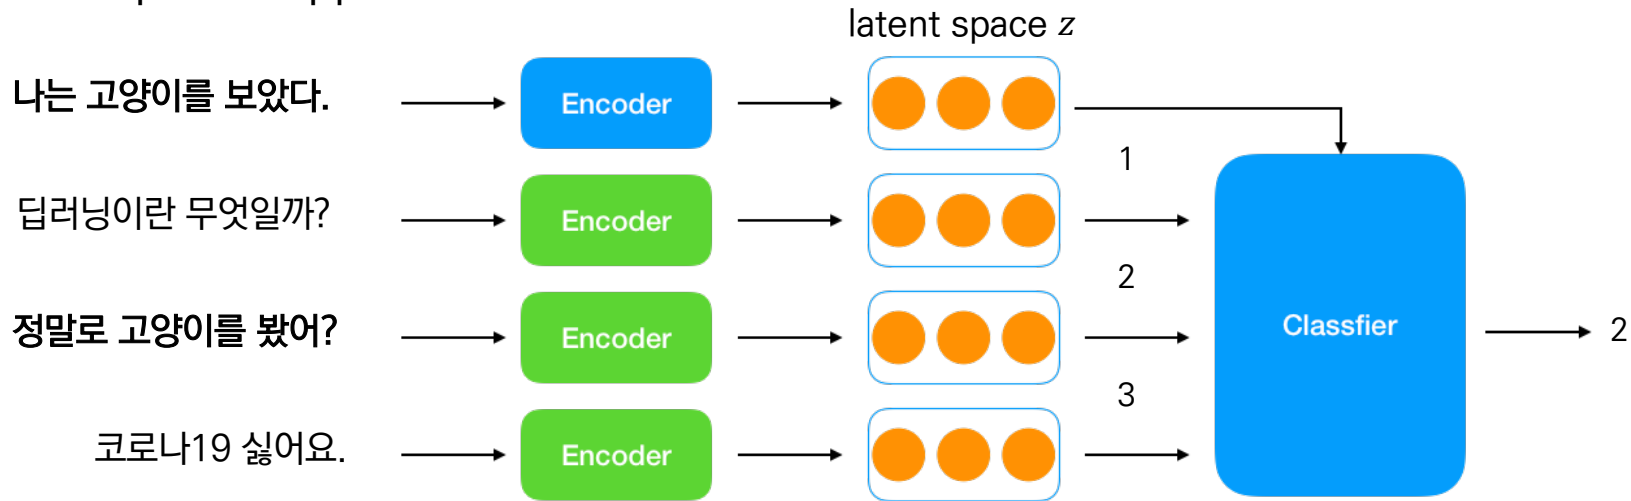 latent space z
나는 고양이를 보았다.
Encoder
1
딥러닝이란 무엇일까?
Encoder
2
정말로 고양이를 봤어?
Encoder
Classfier
2
3
코로나19 싫어요.
Encoder